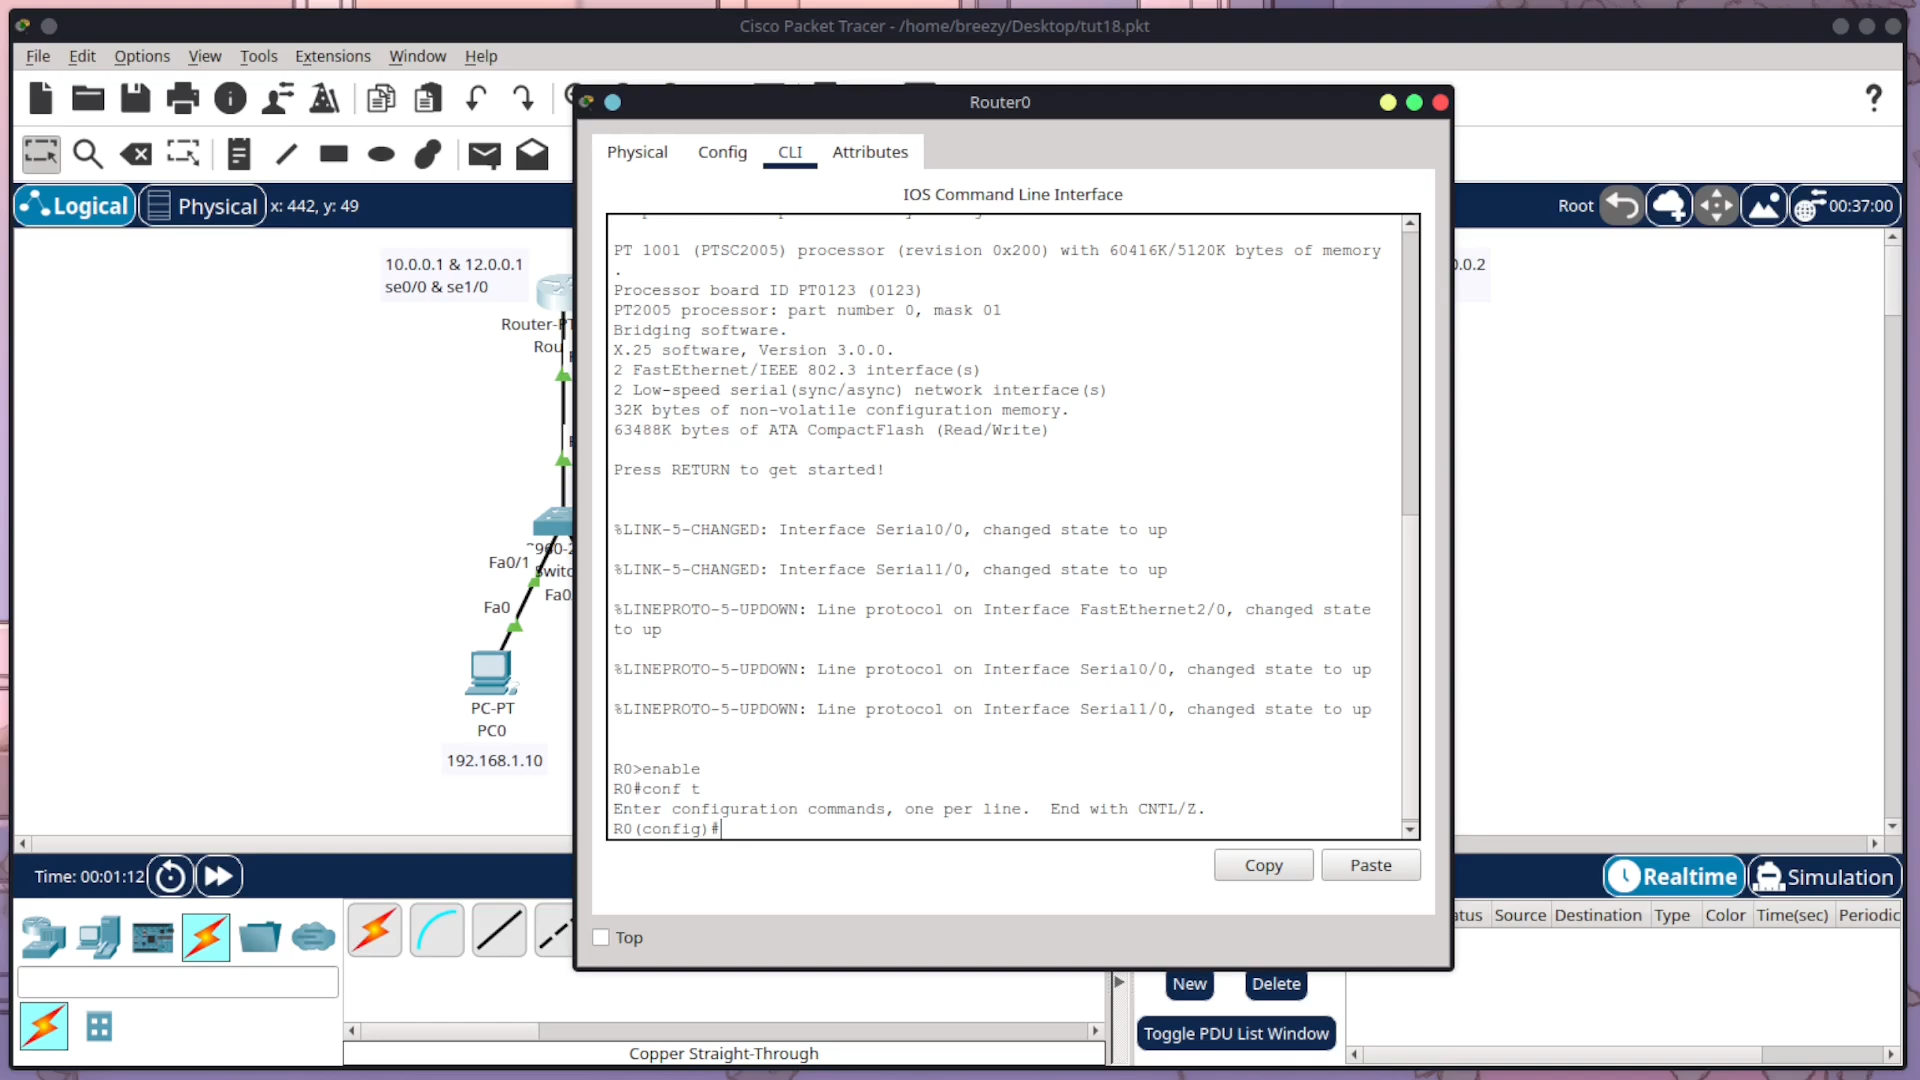 Cisco Packet Tracer - /home/breezy/Desktop/tut18.pkt
File Edit Options View Tools Extensions Window Help
?
Logical
Physical
x: 442, y: 49
Root
00:37:00
10.0.0.1 & 12.0.0.1
se0/0 & se1/0
Router-PT
Rou
Fa0/1
Fa0
PC-PT
PC0
192.168.1.10
.0.2
Router0
Physical Config CLI Attributes
IOS Command Line Interface
PT 1001 (PTSC2005) processor (revision 0x200) with 60416K/5120K bytes of memory
.
Processor board ID PT0123 (0123)
PT2005 processor: part number 0, mask 01
Bridging software.
X.25 software, Version 3.0.0.
2 FastEthernet/IEEE 802.3 interface(s)
2 Low-speed serial(sync/async) network interface(s)
32K bytes of non-volatile configuration memory.
63488K bytes of ATA CompactFlash (Read/Write)
Press RETURN to get started!
%LINK-5-CHANGED: Interface Serial0/0, changed state to up
%LINK-5-CHANGED: Interface Serial1/0, changed state to up
%LINEPROTO-5-UPDOWN: Line protocol on Interface FastEthernet2/0, changed state
to up
%LINEPROTO-5-UPDOWN: Line protocol on Interface Serial0/0, changed state to up
%LINEPROTO-5-UPDOWN: Line protocol on Interface Serial1/0, changed state to up
R0>enable
R0#conf t
Enter configuration commands, one per line.  End with CNTL/Z.
R0(config)#
Copy
Paste
Top
Time: 00:01:12
Realtime
Simulation
atus Source Destination Type Color Time(sec) Periodic
New
Delete
Toggle PDU List Window
Copper Straight-Through